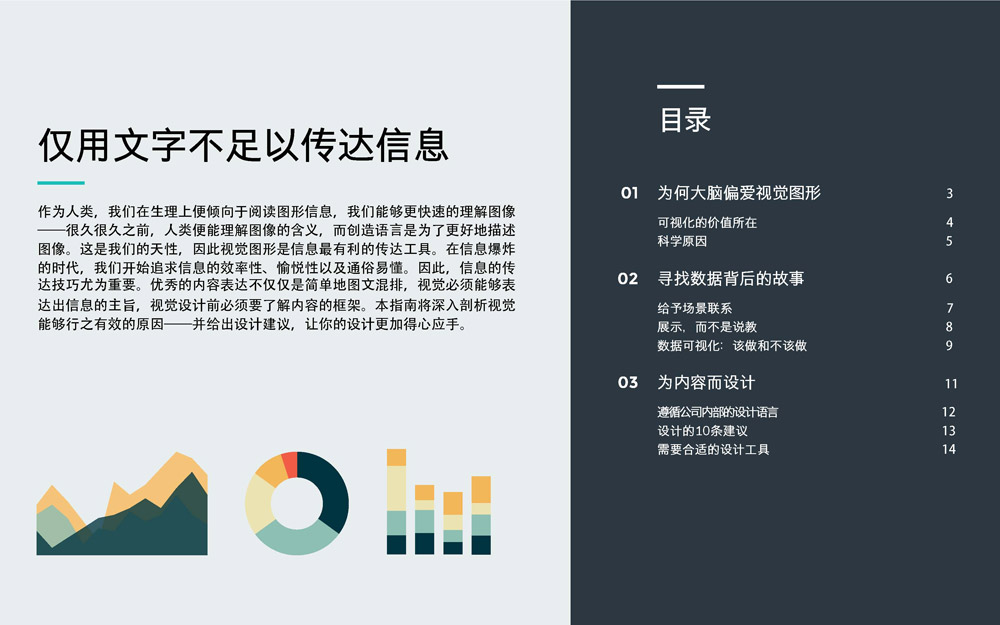 仅用文字不足以传达信息
作为人类，我们在生理上便倾向于阅读图形信息，我们能够更快速的理解图像
——很久很久之前，人类便能理解图像的含义，而创造语言是为了更好地描述
图像。这是我们的天性，因此视觉图形是信息最有利的传达工具。在信息爆炸
的时代，我们开始追求信息的效率性、愉悦性以及通俗易懂。因此，信息的传
达技巧尤为重要。优秀的内容表达不仅仅是简单地图文混排，视觉必须能够表
达出信息的主旨，视觉设计前必须要了解内容的框架。本指南将深入剖析视觉
能够行之有效的原因——并给出设计建议，让你的设计更加得心应手。
目录
01 为何大脑偏爱视觉图形 3
可视化的价值所在 4
科学原因 5
02 寻找数据背后的故事 6
给予场景联系 7
展示，而不是说教 8
数据可视化：该做和不该做 9
03 为内容而设计 11
遵循公司内部的设计语言 12
设计的10条建议 13
需要合适的设计工具 14